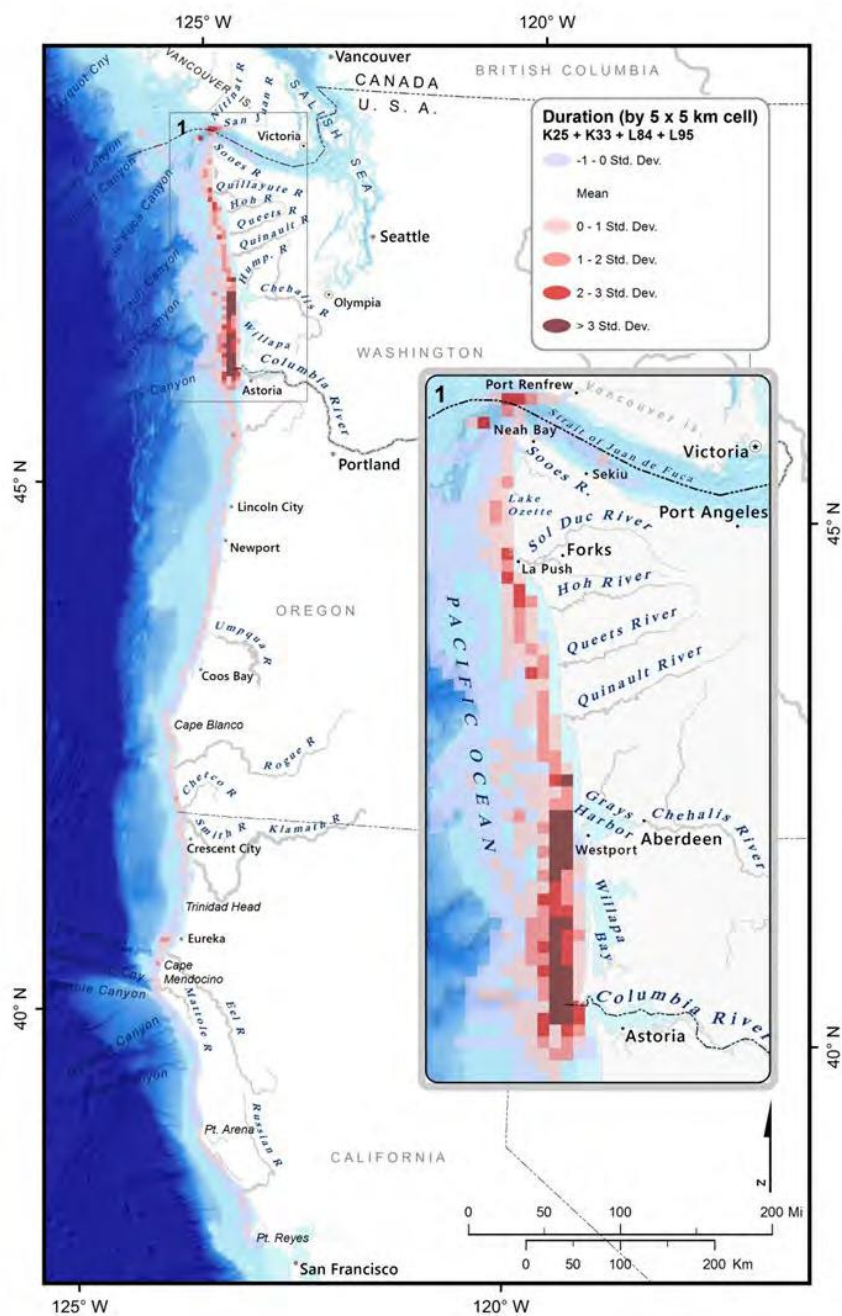 125° W
120° W
Vancouver
CANADA
U. S. A.
BRITISH COLUMBIA
VANCOUVER IS.
Nitinat R
San Juan R
SALISH SEA
1
Victoria
Sooes R
Quillayute R
Hoh R
Queets R
Quinault R
Seattle
Hump. R
Chehalis R
Olympia
Willapa
WASHINGTON
Columbia River
Astoria
Portland
45° N
Lincoln City
Newport
OREGON
Umpqua R
Coos Bay
Cape Blanco
Rogue R
Chetco R
Smith R
Klamath R
Crescent City
Trinidad Head
Eureka
Cape
Mendocino
Canyon
40° N
Mattole R
Eel R
Canyon
Pt. Arena
Russian R
CALIFORNIA
Pt. Reyes
San Francisco
125° W
120° W
Duration (by 5 x 5 km cell)
K25 + K33 + L84 + L95
-1 - 0 Std. Dev.
Mean
0 - 1 Std. Dev.
1 - 2 Std. Dev.
2 - 3 Std. Dev.
> 3 Std. Dev.
1
Port Renfrew
Vancouver Is.
Neah Bay
Strait of Juan de Fuca
Victoria
Sooes R.
Sekiu
Port Angeles
Lake
Ozette
Sol Duc River
Forks
La Push
Hoh River
Queets River
PACIFIC OCEAN
Quinault River
Grays
Harbor
Chehalis River
Aberdeen
Westport
Willapa
Bay
Columbia River
Astoria
45° N
40° N
N
0 50 100 200 Mi
0 50 100 200 Km